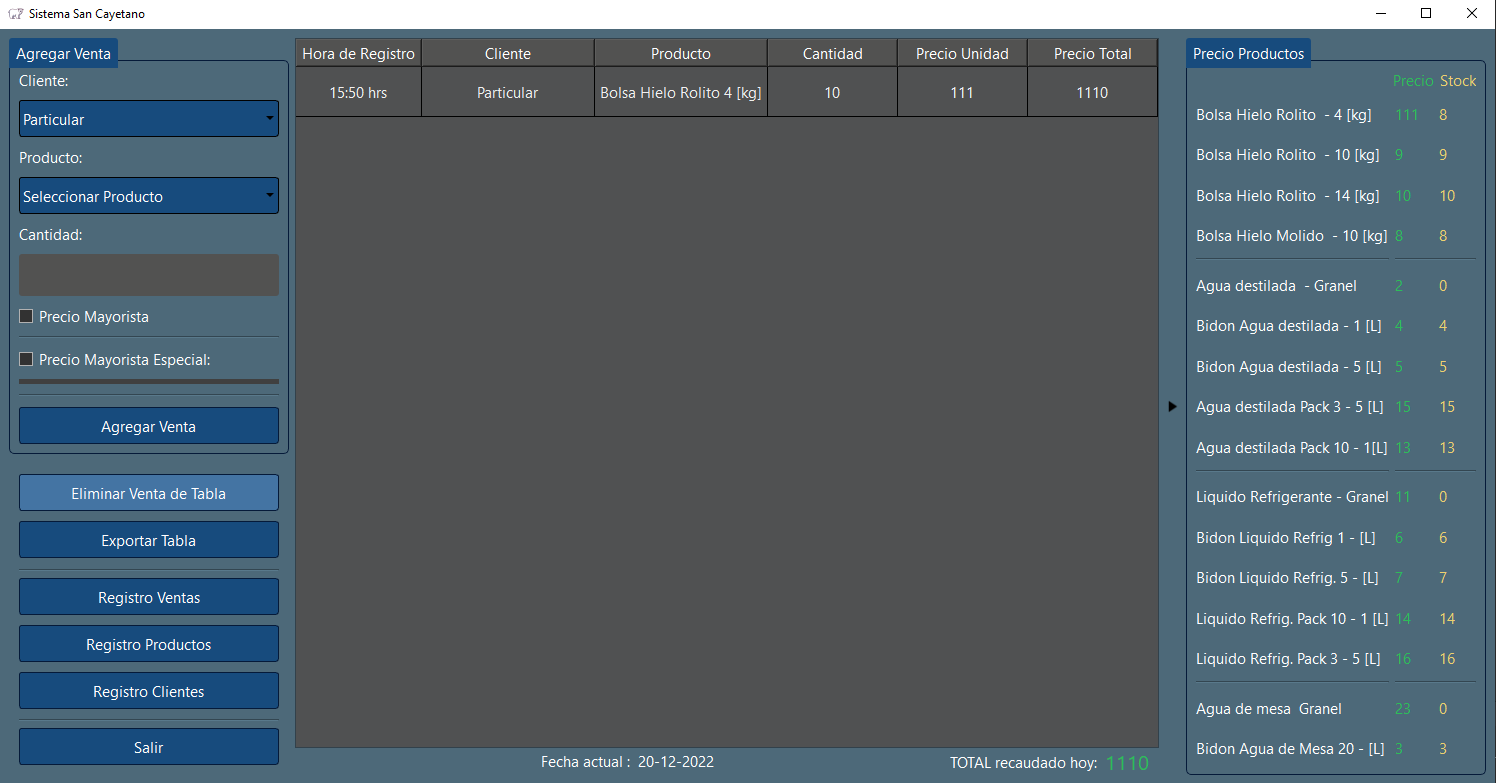 Sistema San Cayetano
Agregar Venta
Cliente:
Particular
Producto:
Seleccionar Producto
Cantidad:
Precio Mayorista
Precio Mayorista Especial:
Agregar Venta
Eliminar Venta de Tabla
Exportar Tabla
Registro Ventas
Registro Productos
Registro Clientes
Salir
Hora de Registro Cliente Producto Cantidad Precio Unidad Precio Total
15:50 hrs Particular Bolsa Hielo Rolito 4 [kg] 10 111 1110
Fecha actual : 20-12-2022 TOTAL recaudado hoy: 1110
Precio Productos
Precio Stock
Bolsa Hielo Rolito - 4 [kg] 111 8
Bolsa Hielo Rolito - 10 [kg] 9 9
Bolsa Hielo Rolito - 14 [kg] 10 10
Bolsa Hielo Molido - 10 [kg] 8 8
Agua destilada - Granel 2 0
Bidon Agua destilada - 1 [L] 4 4
Bidon Agua destilada - 5 [L] 5 5
Agua destilada Pack 3 - 5 [L] 15 15
Agua destilada Pack 10 - 1[L] 13 13
Liquido Refrigerante - Granel 11 0
Bidon Liquido Refrig 1 - [L] 6 6
Bidon Liquido Refrig. 5 - [L] 7 7
Liquido Refrig. Pack 10 - 1 [L] 14 14
Liquido Refrig. Pack 3 - 5 [L] 16 16
Agua de mesa Granel 23 0
Bidon Agua de Mesa 20 - [L] 3 3